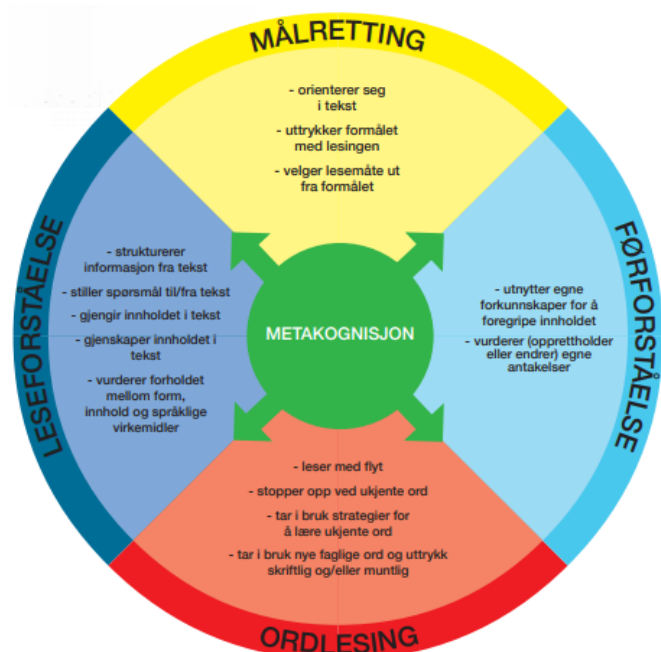 MÅLRETTING
- orienterer seg
i tekst
- uttrykker formålet
med lesingen
- velger lesemåte ut
fra formålet
FØRFORSTÅELSE
- utnytter egne
forkunnskaper for å
foregripe innholdet
- vurderer (opprettholder
eller endrer) egne
antakelser
LESEFORSTÅELSE
- strukturerer
informasjon fra tekst
- stiller spørsmål til/fra tekst
- gjengir innholdet i tekst
- gjenskaper innholdet i
tekst
- vurderer forholdet
mellom form,
innhold og språklige
virkemidler
METAKOGNISJON
- leser med flyt
- stopper opp ved ukjente ord
- tar i bruk strategier for
å lære ukjente ord
- tar i bruk nye faglige ord og uttrykk
skriftlig og/eller muntlig
ORDLESING